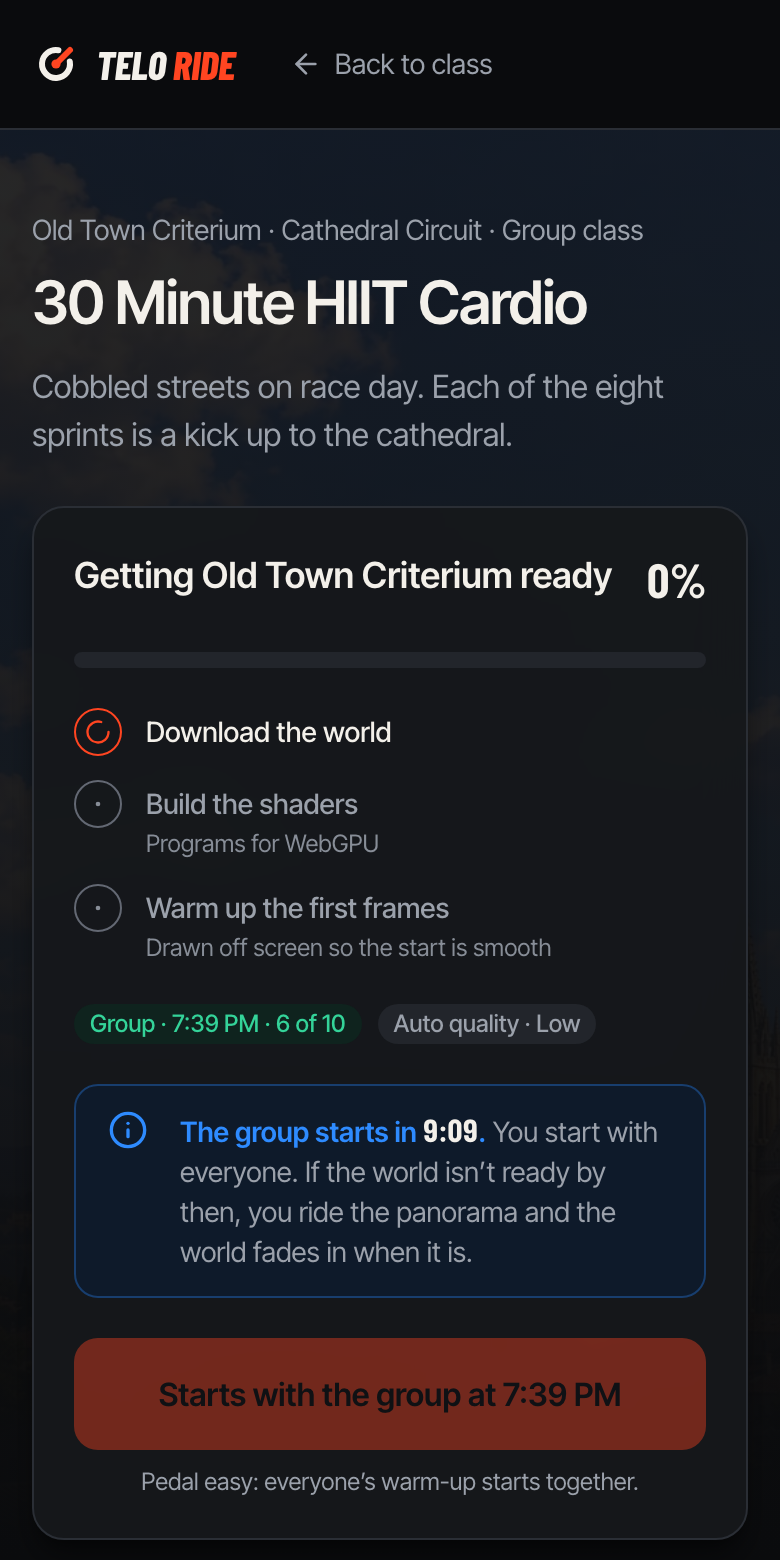 TELO RIDE
Back to class
Old Town Criterium · Cathedral Circuit · Group class
30 Minute HIIT Cardio
Cobbled streets on race day. Each of the eight
sprints is a kick up to the cathedral.
Getting Old Town Criterium ready 0%
Download the world
Build the shaders
Programs for WebGPU
Warm up the first frames
Drawn off screen so the start is smooth
Group · 7:39 PM · 6 of 10
Auto quality · Low
The group starts in 9:09. You start with
everyone. If the world isn’t ready by
then, you ride the panorama and the
world fades in when it is.
Starts with the group at 7:39 PM
Pedal easy: everyone’s warm-up starts together.